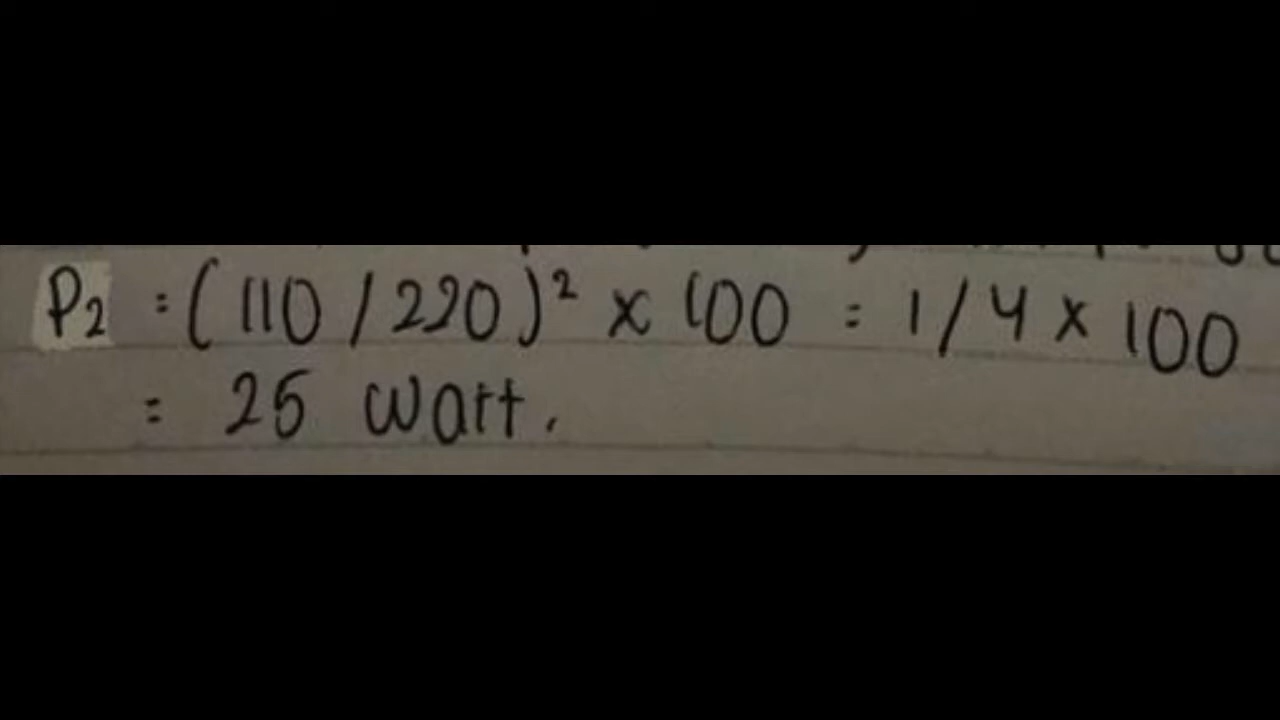 P₂ = (110/220)² x 100 = 1/4 x 100
= 25 watt.